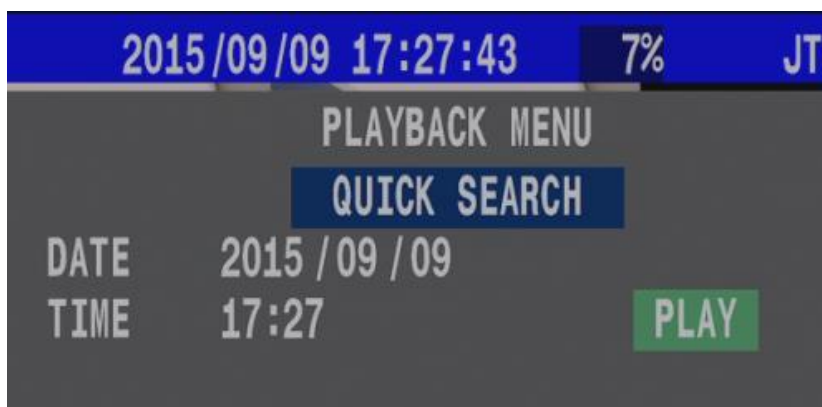 2015/09/09 17:27:43 7% JT
PLAYBACK MENU
QUICK SEARCH
DATE 2015/09/09
TIME 17:27 PLAY